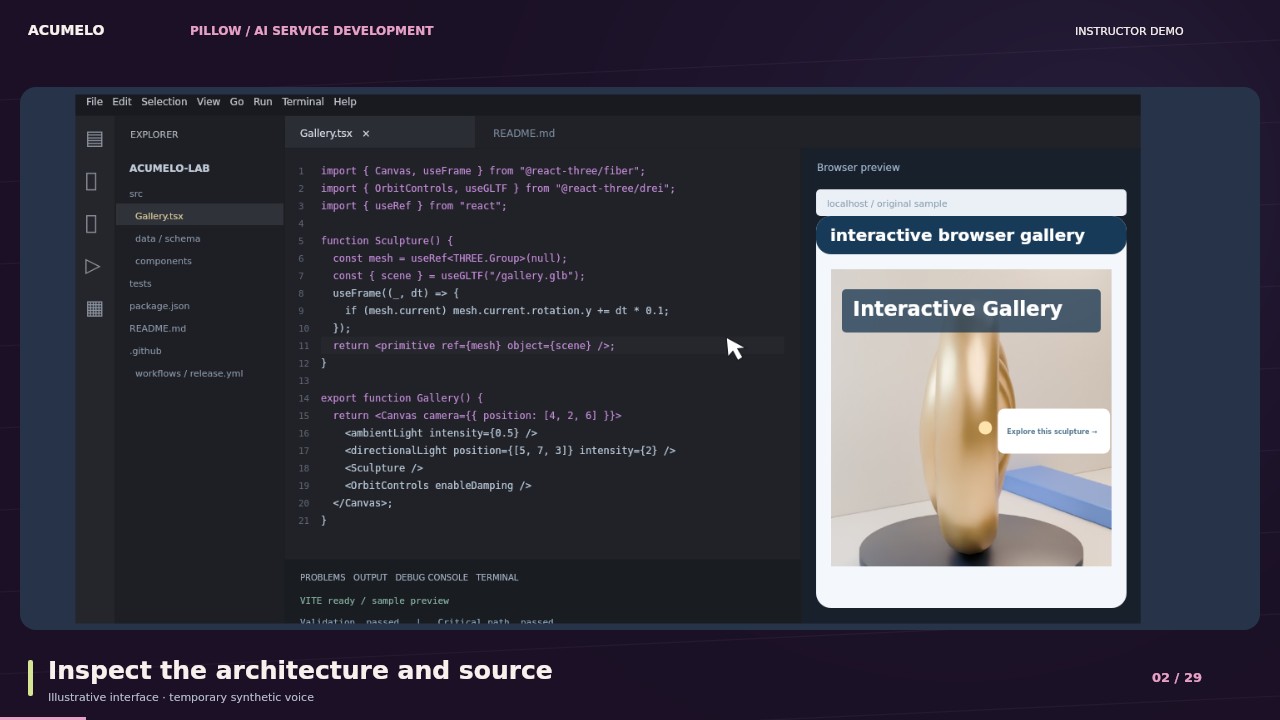 ACUMELO
PILLOW / AI SERVICE DEVELOPMENT
INSTRUCTOR DEMO
File Edit Selection View Go Run Terminal Help
EXPLORER
ACUMELO-LAB
src
Gallery.tsx
data / schema
components
tests
package.json
README.md
.github
workflows / release.yml
Gallery.tsx ×
README.md
1 import { Canvas, useFrame } from "@react-three/fiber";
2 import { OrbitControls, useGLTF } from "@react-three/drei";
3 import { useRef } from "react";
4
5 function Sculpture() {
6 const mesh = useRef<THREE.Group>(null);
7 const { scene } = useGLTF("/gallery.glb");
8 useFrame((_, dt) => {
9 if (mesh.current) mesh.current.rotation.y += dt * 0.1;
10 });
11 return <primitive ref={mesh} object={scene} />;
12 }
13
14 export function Gallery() {
15 return <Canvas camera={{ position: [4, 2, 6] }}>
16 <ambientLight intensity={0.5} />
17 <directionalLight position={[5, 7, 3]} intensity={2} />
18 <Sculpture />
19 <OrbitControls enableDamping />
20 </Canvas>;
21 }
PROBLEMS OUTPUT DEBUG CONSOLE TERMINAL
VITE ready / sample preview
Validation passed | Critical path passed
Browser preview
localhost / original sample
interactive browser gallery
Interactive Gallery
Explore this sculpture →
Inspect the architecture and source
Illustrative interface · temporary synthetic voice
02 / 29